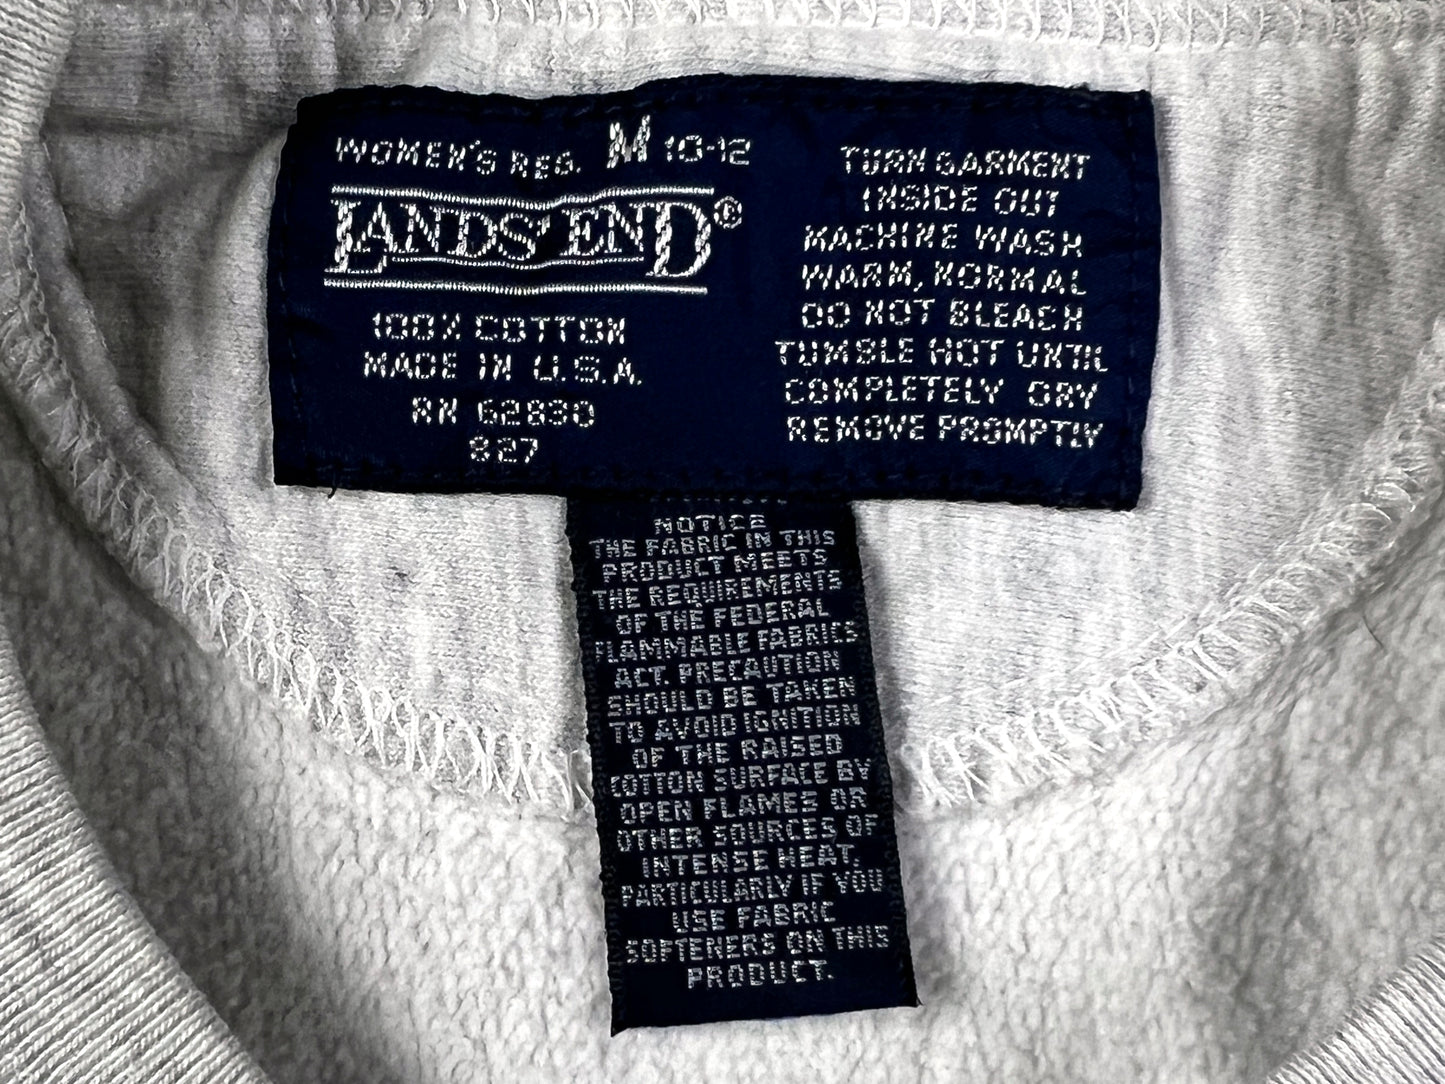 WOMEN'S REG. M 10-12
LANDS' END®
100% COTTON
MADE IN U.S.A.
RN 62830
827
TURN GARMENT
INSIDE OUT
MACHINE WASH
WARM, NORMAL
DO NOT BLEACH
TUMBLE HOT UNTIL
COMPLETELY DRY
REMOVE PROMPTLY
NOTICE
THE FABRIC IN THIS
PRODUCT MEETS
THE REQUIREMENTS
OF THE FEDERAL
FLAMMABLE FABRICS
ACT. PRECAUTION
SHOULD BE TAKEN
TO AVOID IGNITION
OF THE RAISED
COTTON SURFACE BY
OPEN FLAMES OR
OTHER SOURCES OF
INTENSE HEAT,
PARTICULARLY IF YOU
USE FABRIC
SOFTENERS ON THIS
PRODUCT.